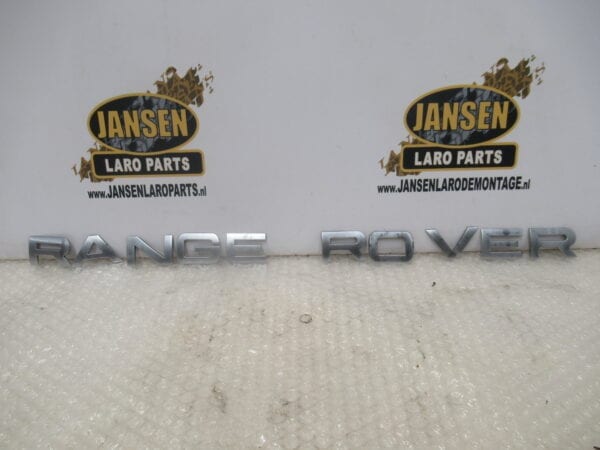 JANSEN
LARO PARTS
www.JANSENLAROPARTS.nl
JANSEN
LARO PARTS
www.JANSENLARODEMONTAGE.nl
RANGE ROVER